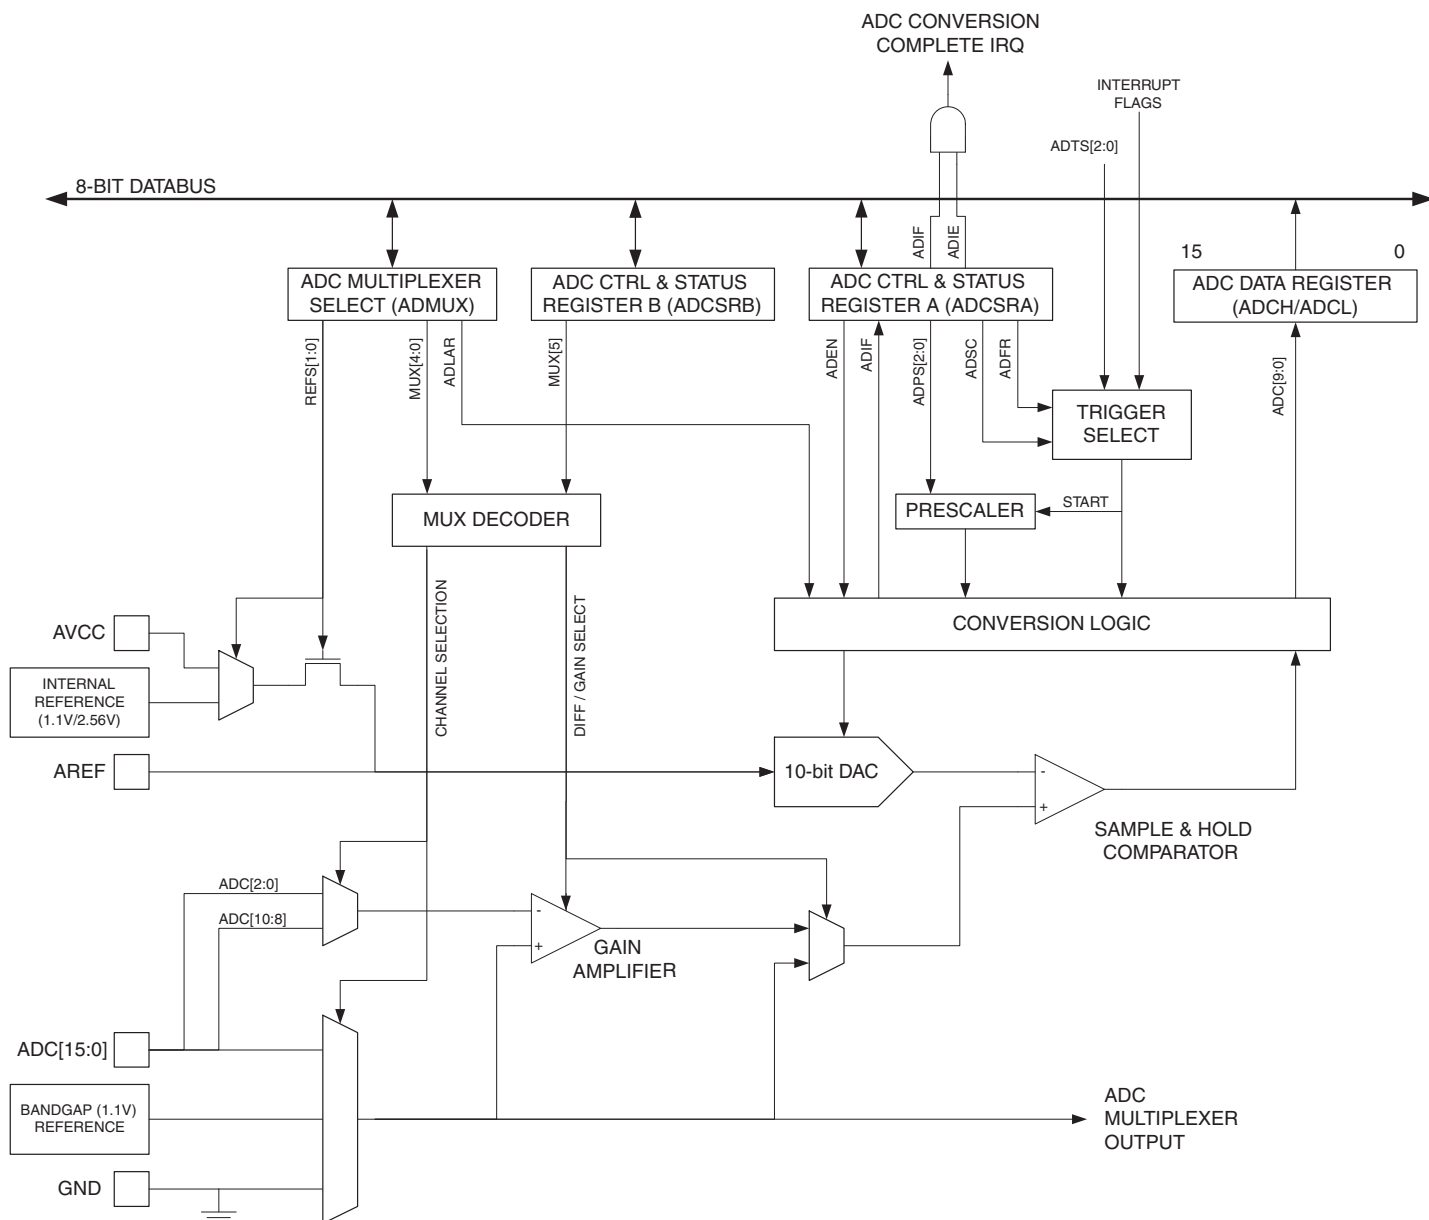 ADC CONVERSION
COMPLETE IRQ
INTERRUPT
FLAGS
ADTS[2:0]
8-BIT DATABUS
ADIF
ADIE
15
0
ADC MULTIPLEXER
SELECT (ADMUX)
ADC CTRL & STATUS
REGISTER B (ADCSRB)
ADC CTRL & STATUS
REGISTER A (ADCSRA)
ADC DATA REGISTER
(ADCH/ADCL)
REFS[1:0]
MUX[4:0]
ADLAR
MUX[5]
ADEN
ADIF
ADPS[2:0]
ADSC
ADFR
ADC[9:0]
TRIGGER
SELECT
MUX DECODER
PRESCALER
START
CHANNEL SELECTION
DIFF / GAIN SELECT
CONVERSION LOGIC
AVCC
INTERNAL
REFERENCE
(1.1V/2.56V)
AREF
10-bit DAC
-
+
SAMPLE & HOLD
COMPARATOR
ADC[2:0]
ADC[10:8]
-
+
GAIN
AMPLIFIER
ADC[15:0]
BANDGAP (1.1V)
REFERENCE
ADC
MULTIPLEXER
OUTPUT
GND